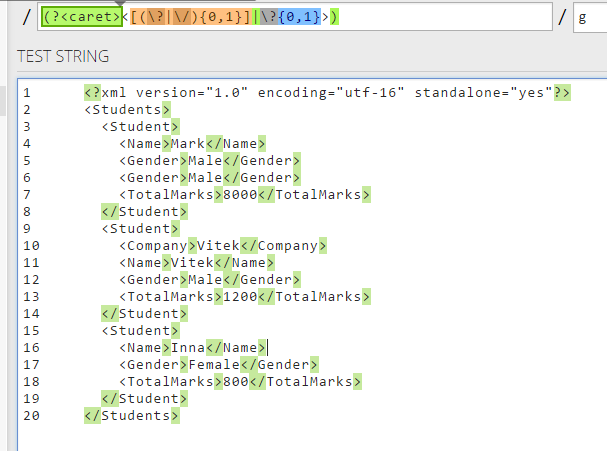 / (?<caret><[(\?|\/){0,1}]|\?{0,1}>) / g
TEST STRING
1 <?xml version="1.0" encoding="utf-16" standalone="yes"?>
2 <Students>
3 <Student>
4 <Name>Mark</Name>
5 <Gender>Male</Gender>
6 <Gender>Male</Gender>
7 <TotalMarks>8000</TotalMarks>
8 </Student>
9 <Student>
10 <Company>Vitek</Company>
11 <Name>Vitek</Name>
12 <Gender>Male</Gender>
13 <TotalMarks>1200</TotalMarks>
14 </Student>
15 <Student>
16 <Name>Inna</Name>
17 <Gender>Female</Gender>
18 <TotalMarks>800</TotalMarks>
19 </Student>
20 </Students>